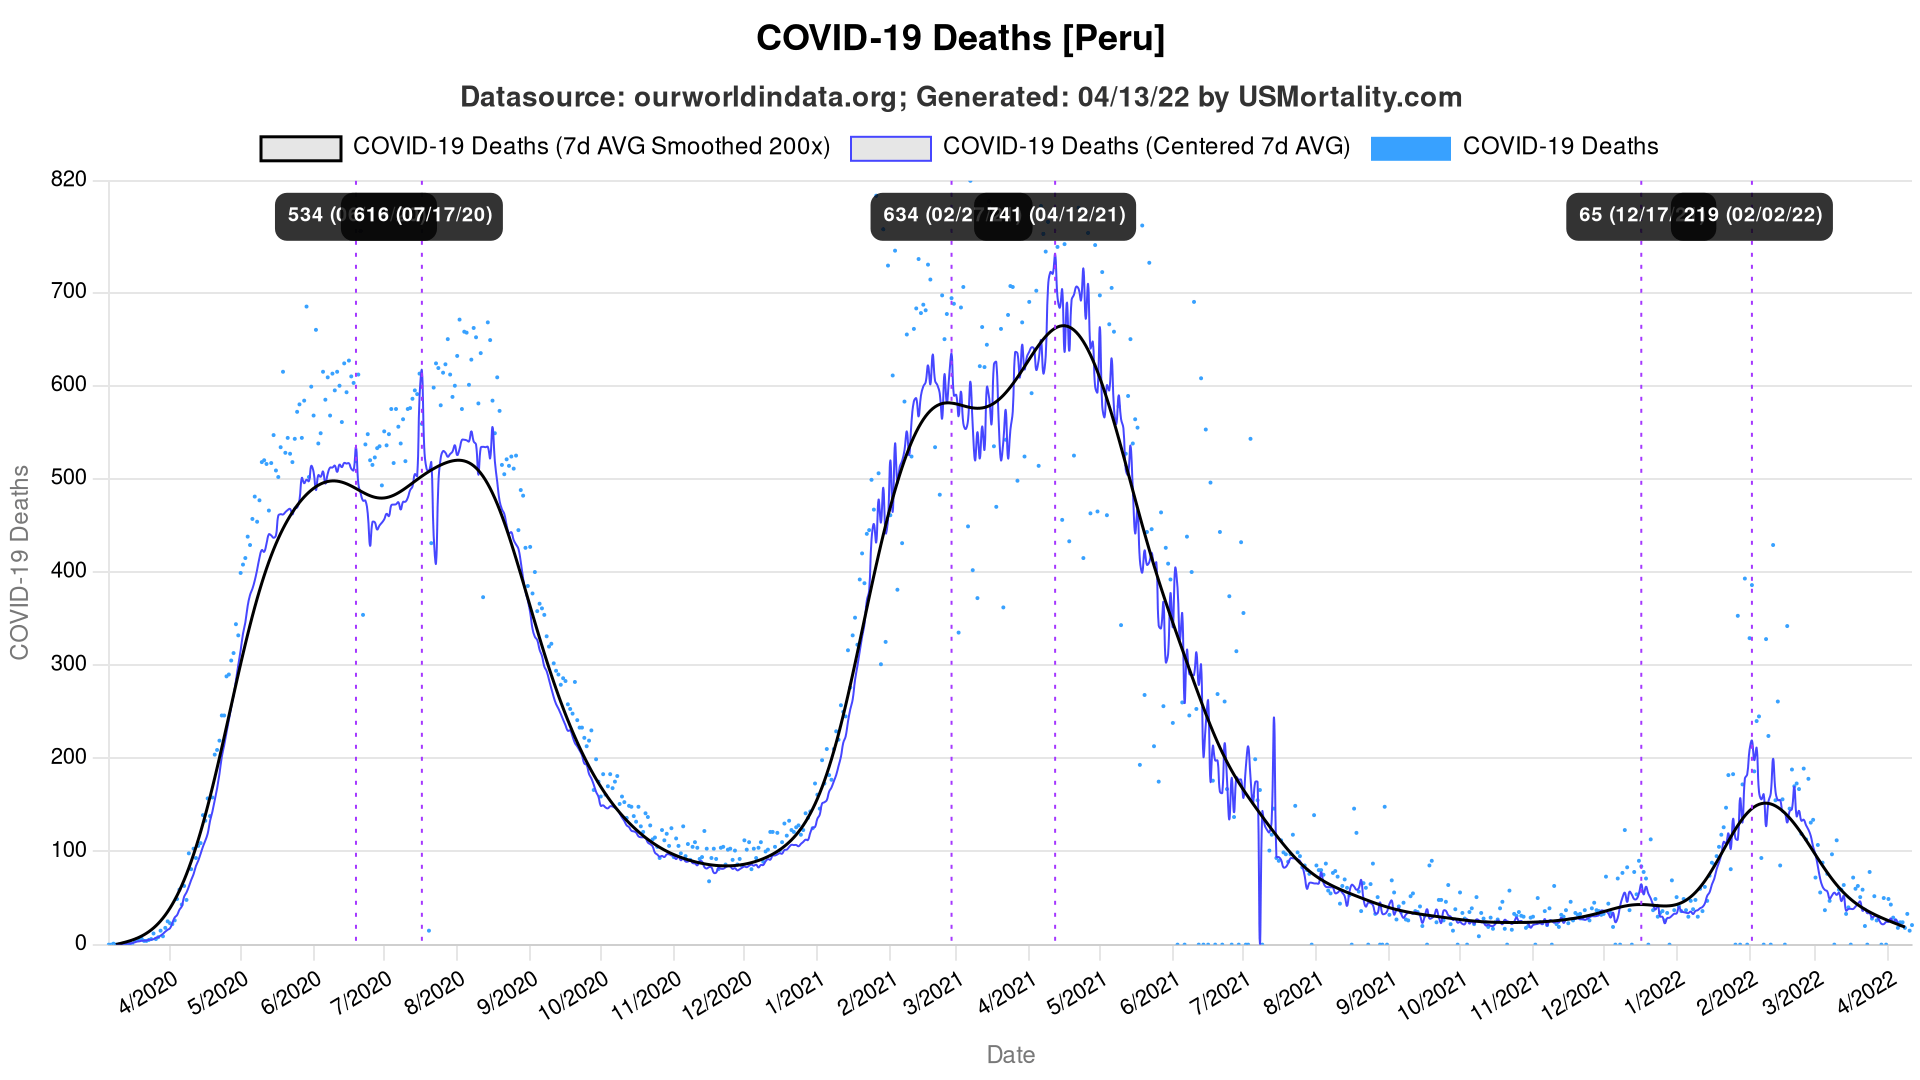 COVID-19 Deaths [Peru]
Datasource: ourworldindata.org; Generated: 04/13/22 by USMortality.com
COVID-19 Deaths (7d AVG Smoothed 200x) COVID-19 Deaths (Centered 7d AVG) COVID-19 Deaths
820
534 616 (07/17/20) 634 741 (04/12/21) 65 219 (02/02/22)
700
600
500
400
300
200
100
0
COVID-19 Deaths
4/2020 5/2020 6/2020 7/2020 8/2020 9/2020 10/2020 11/2020 12/2020 1/2021 2/2021 3/2021 4/2021 5/2021 6/2021 7/2021 8/2021 9/2021 10/2021 11/2021 12/2021 1/2022 2/2022 3/2022 4/2022
Date